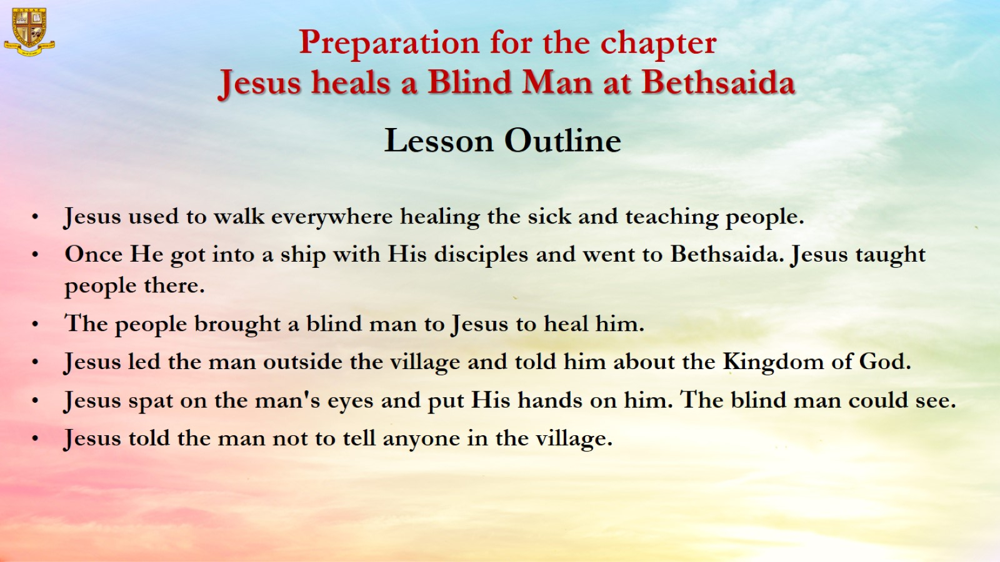 Preparation for the chapter
Jesus heals a Blind Man at Bethsaida
Lesson Outline
• Jesus used to walk everywhere healing the sick and teaching people.
• Once He got into a ship with His disciples and went to Bethsaida. Jesus taught
people there.
• The people brought a blind man to Jesus to heal him.
• Jesus led the man outside the village and told him about the Kingdom of God.
• Jesus spat on the man's eyes and put His hands on him. The blind man could see.
• Jesus told the man not to tell anyone in the village.